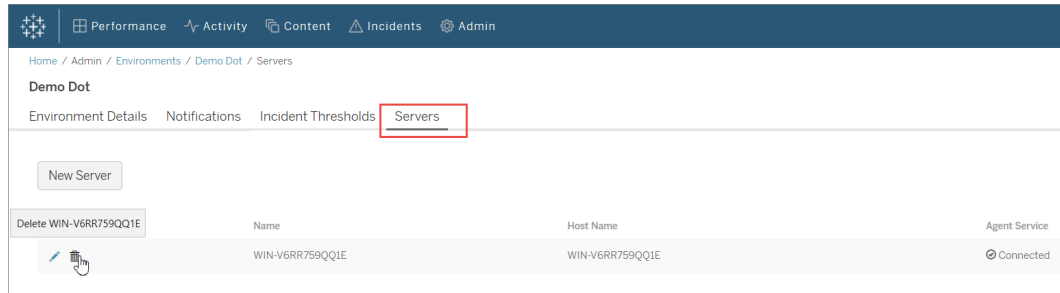 Performance Activity Content Incidents Admin
Home / Admin / Environments / Demo Dot / Servers
Demo Dot
Environment Details Notifications Incident Thresholds Servers
New Server
Delete WIN-V6RR759QQ1E
Name Host Name Agent Service
WIN-V6RR759QQ1E WIN-V6RR759QQ1E Connected